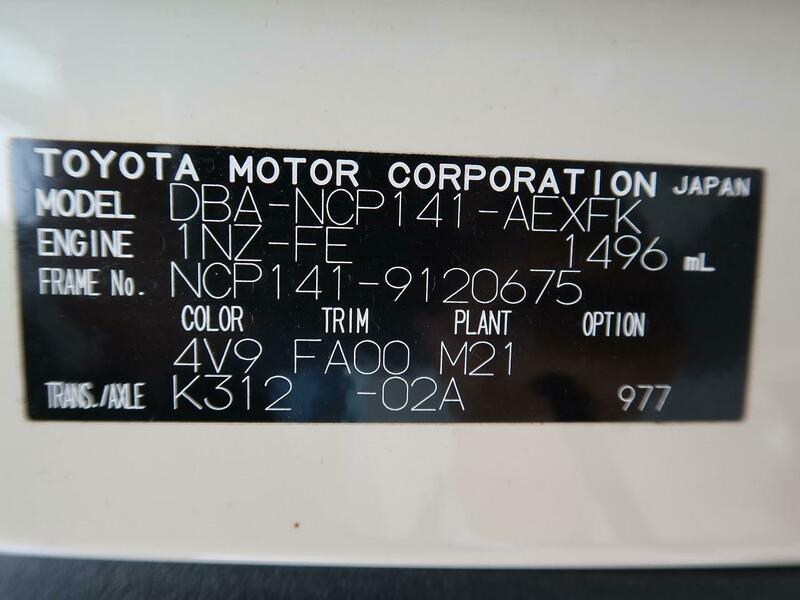 TOYOTA MOTOR CORPORATION JAPAN
MODEL DBA-NCP141-AEXFK
ENGINE 1NZ-FE 1496 mL
FRAME No. NCP141-9120675
COLOR TRIM PLANT OPTION
4V9 FA00 M21
TRANS./AXLE K312 -02A 977